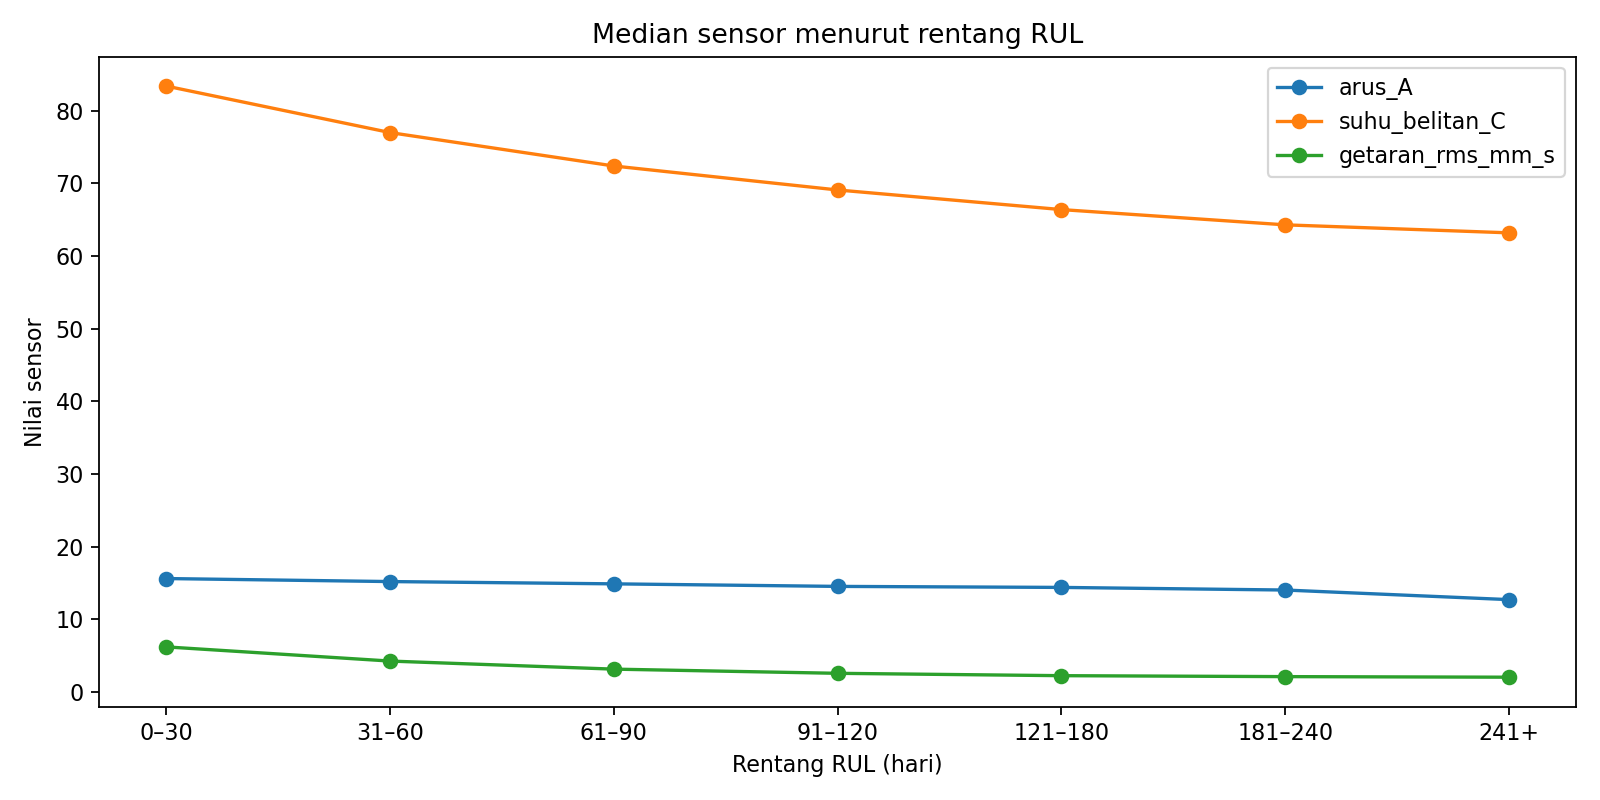 Median sensor menurut rentang RUL
arus_A
suhu_belitan_C
getaran_rms_mm_s
Nilai sensor
80
70
60
50
40
30
20
10
0
0–30
31–60
61–90
91–120
121–180
181–240
241+
Rentang RUL (hari)